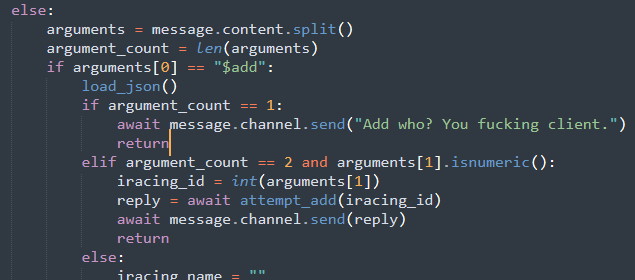 else:
arguments = message.content.split()
argument_count = len(arguments)
if arguments[0] == "$add":
load_json()
if argument_count == 1:
await message.channel.send("Add who? You fucking client.")
return
elif argument_count == 2 and arguments[1].isnumeric():
iracing_id = int(arguments[1])
reply = await attempt_add(iracing_id)
await message.channel.send(reply)
return
else:
iracing_name = ""